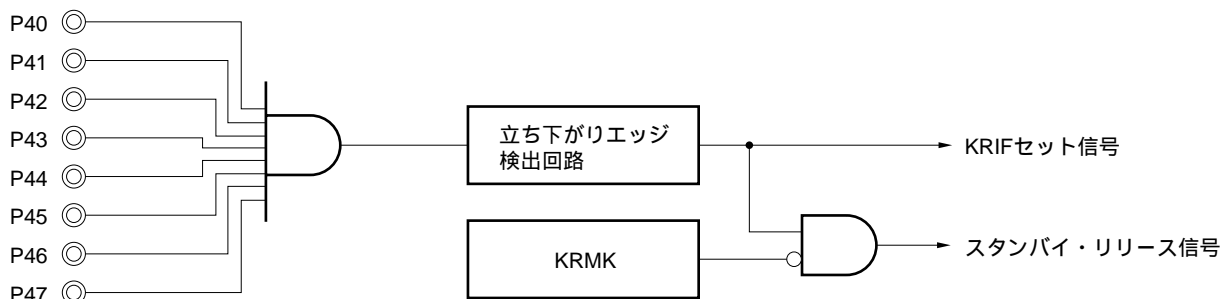 P40
P41
P42
P43
P44
P45
P46
P47
立ち下がりエッジ
検出回路
KRIFセット信号
KRMK
スタンバイ・リリース信号